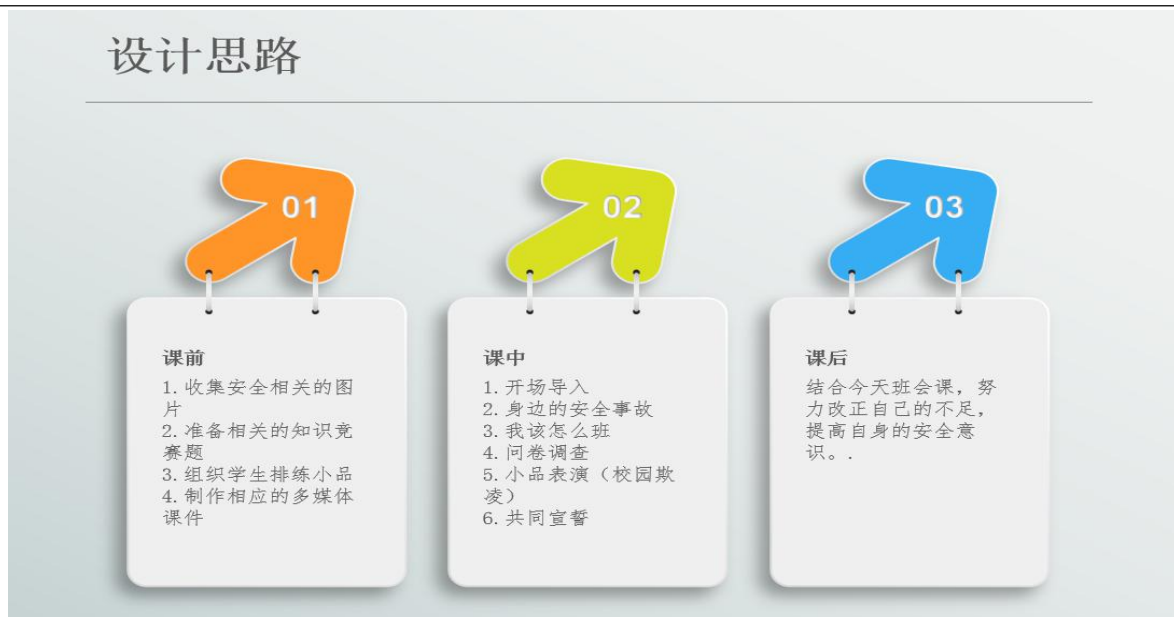 设计思路
01
02
03
课前
1.收集安全相关的图
片
2.准备相关的知识竞
赛题
3.组织学生排练小品
4.制作相应的多媒体
课件
课中
1.开场导入
2.身边的安全事故
3.我该怎么班
4.问卷调查
5.小品表演（校园欺
凌）
6.共同宣誓
课后
结合今天班会课，努
力改正自己的不足，
提高自身的安全意
识。.